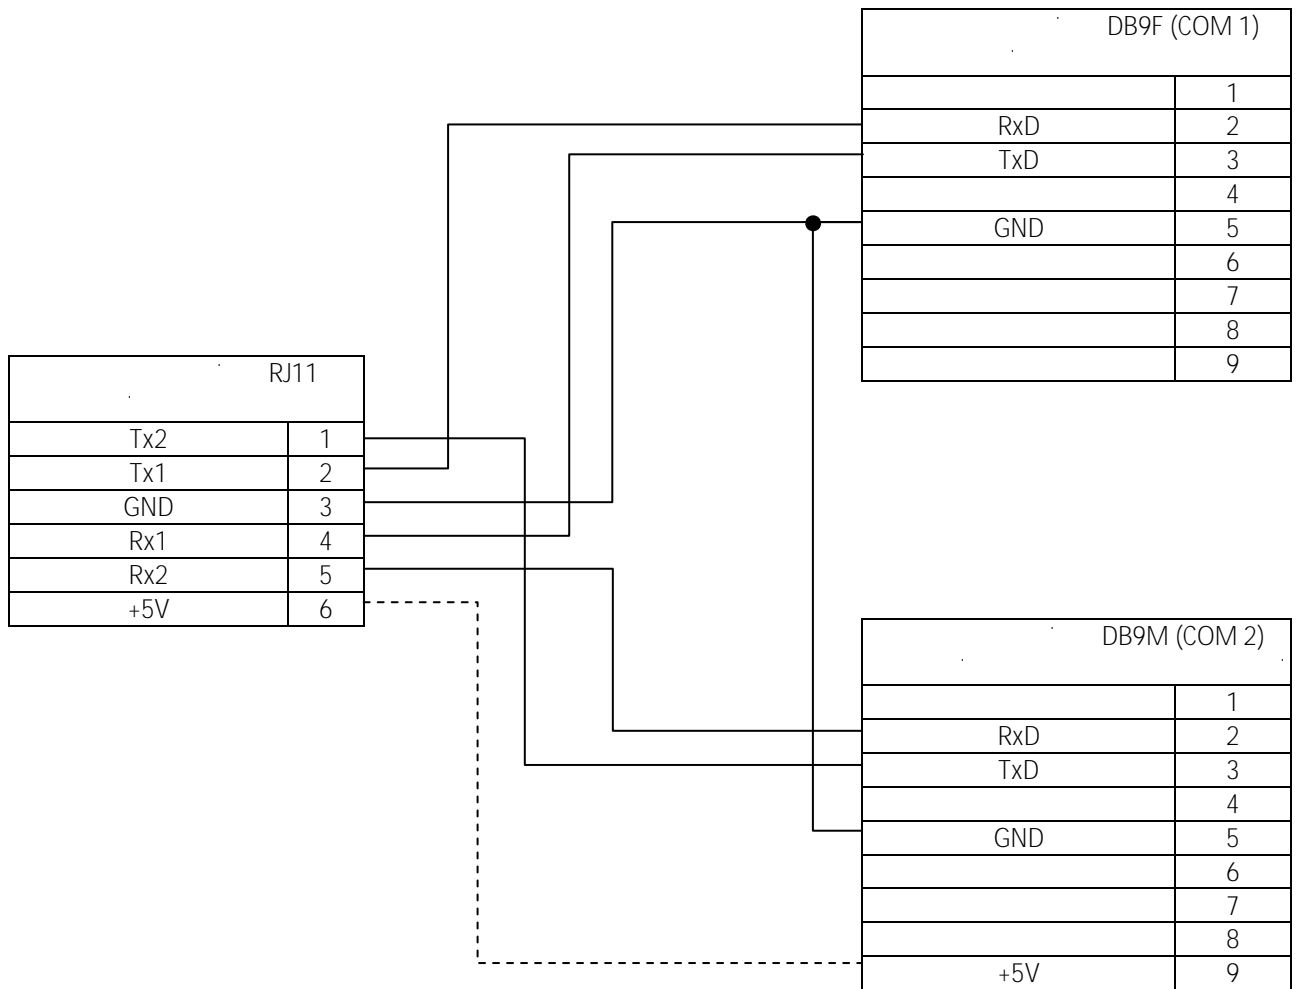 DB9F (COM 1)
1
RxD 2
TxD 3
4
GND 5
6
7
8
9
RJ11
Tx2 1
Tx1 2
GND 3
Rx1 4
Rx2 5
+5V 6
DB9M (COM 2)
1
RxD 2
TxD 3
4
GND 5
6
7
8
+5V 9